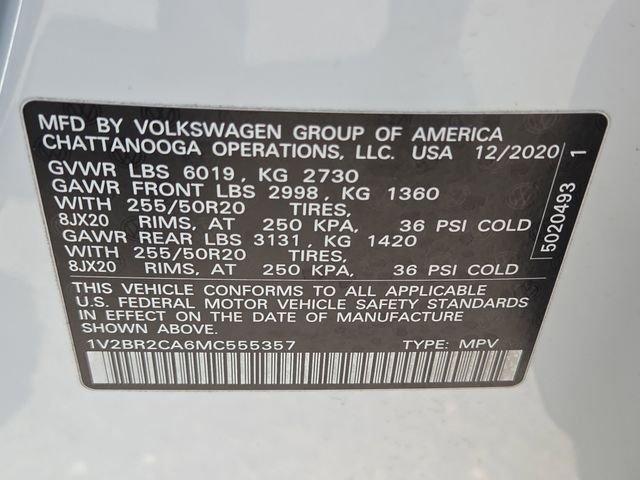 MFD BY VOLKSWAGEN GROUP OF AMERICA
CHATTANOOGA OPERATIONS, LLC. USA 12/2020
GVWR LBS 6019, KG 2730
GAWR FRONT LBS 2998, KG 1360
WITH 255/50R20 TIRES,
8JX20 RIMS, AT 250 KPA, 36 PSI COLD
GAWR REAR LBS 3131, KG 1420
WITH 255/50R20 TIRES,
8JX20 RIMS, AT 250 KPA, 36 PSI COLD
THIS VEHICLE CONFORMS TO ALL APPLICABLE
U.S. FEDERAL MOTOR VEHICLE SAFETY STANDARDS
IN EFFECT ON THE DATE OF MANUFACTURE
SHOWN ABOVE.
1V2BR2CA6MC555357 TYPE: MPV
5020493 1